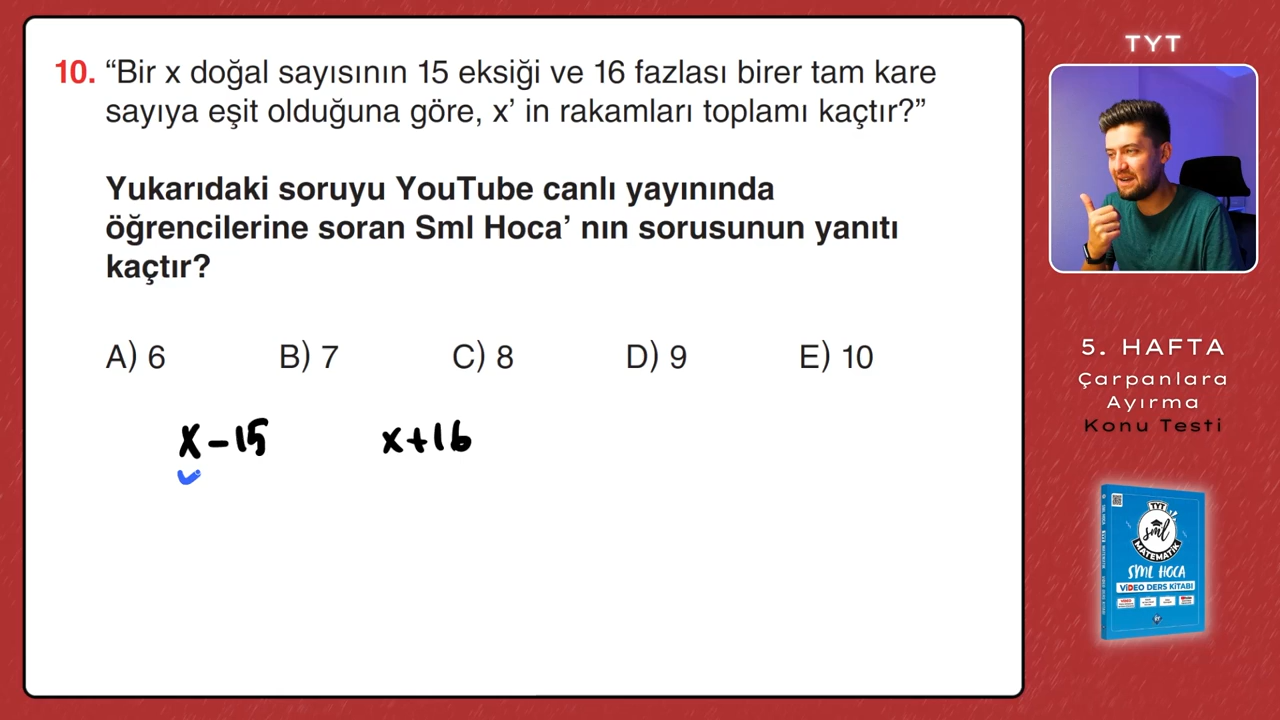 10. “Bir x doğal sayısının 15 eksiği ve 16 fazlası birer tam kare
sayıya eşit olduğuna göre, x’ in rakamları toplamı kaçtır?”
Yukarıdaki soruyu YouTube canlı yayınında
öğrencilerine soran Sml Hoca’ nın sorusunun yanıtı
kaçtır?
A) 6 B) 7 C) 8 D) 9 E) 10
x-15 x+16
TYT
5. HAFTA
Çarpanlara
Ayırma
Konu Testi
TYT
sml
MATEMATİK
SML HOCA
VİDEO DERS KİTABI